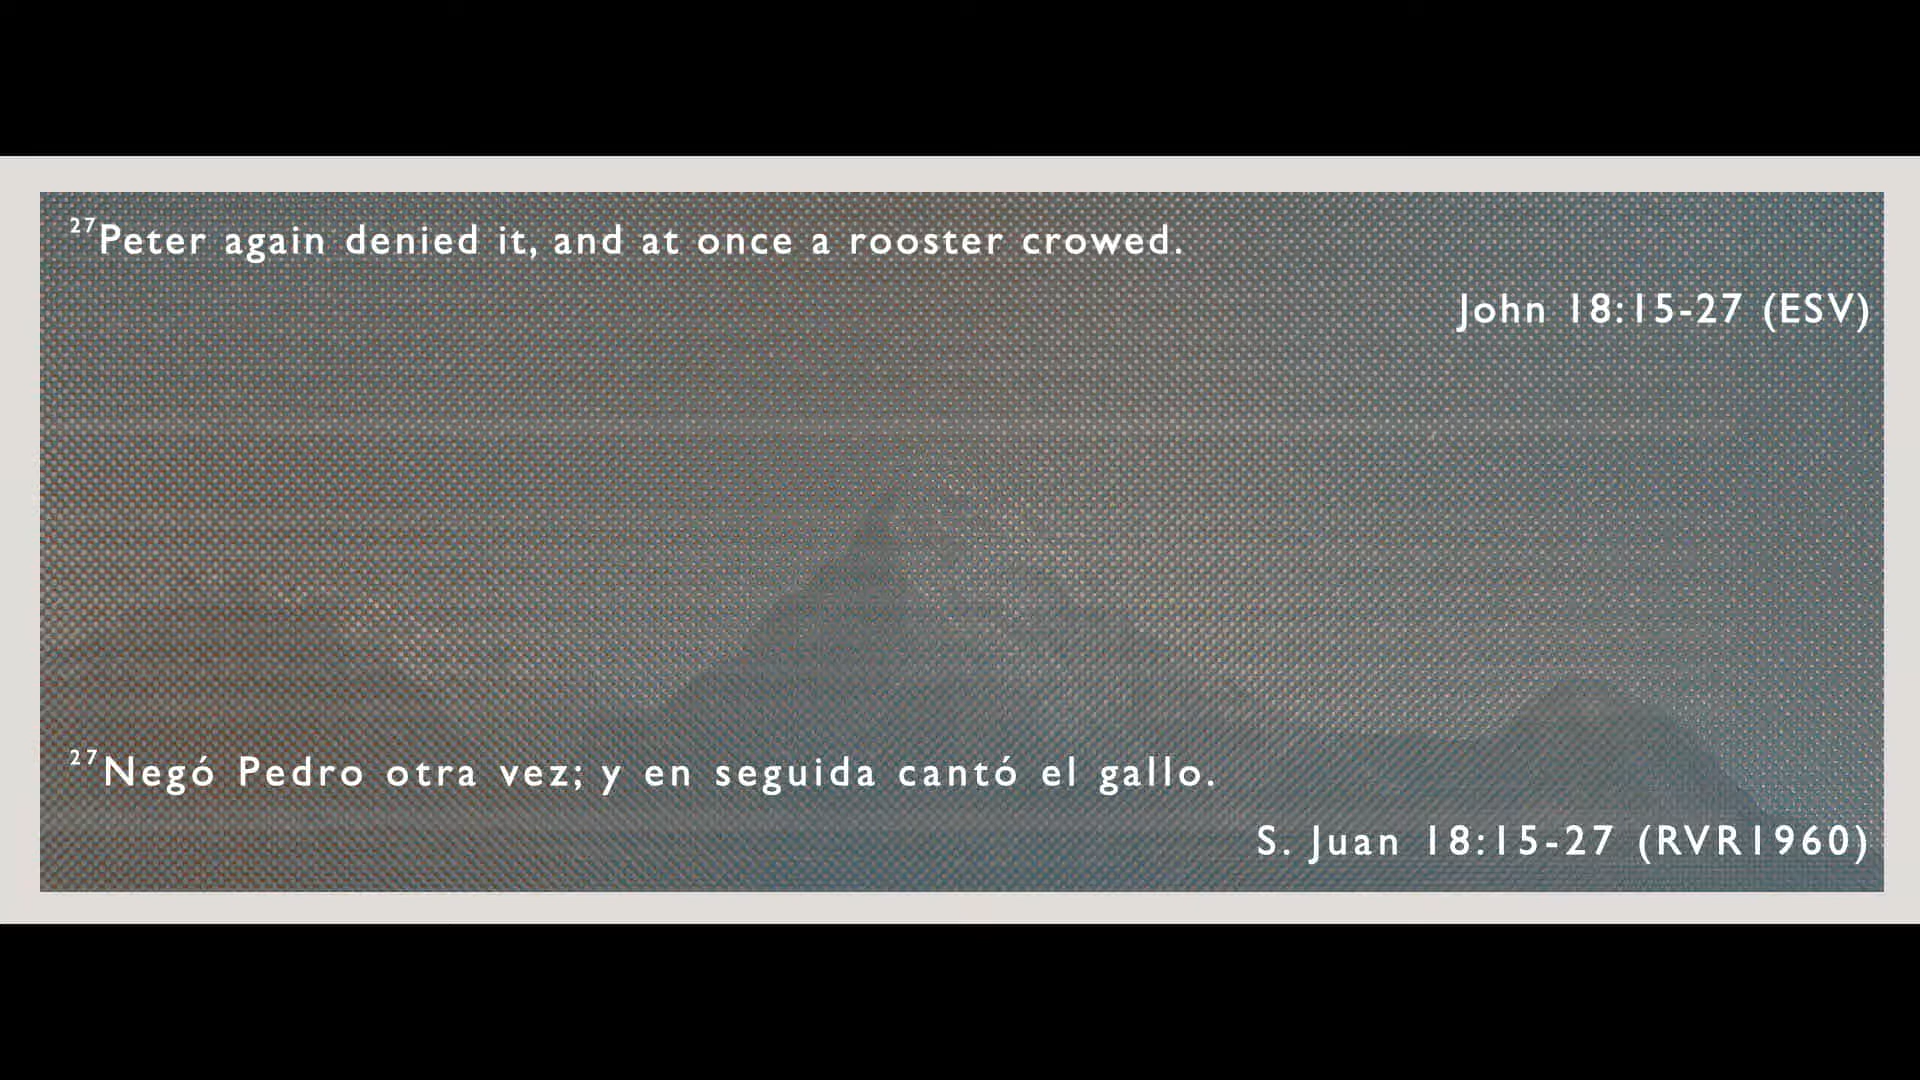 27Peter again denied it, and at once a rooster crowed.
John 18:15-27 (ESV)
27Negó Pedro otra vez; y en seguida cantó el gallo.
S. Juan 18:15-27 (RVR1960)